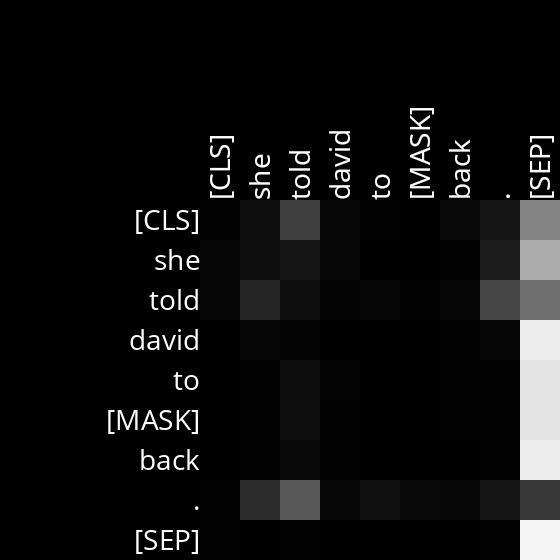 [CLS] she told david to [MASK] back . [SEP]
[CLS]
she
told
david
to
[MASK]
back
.
[SEP]